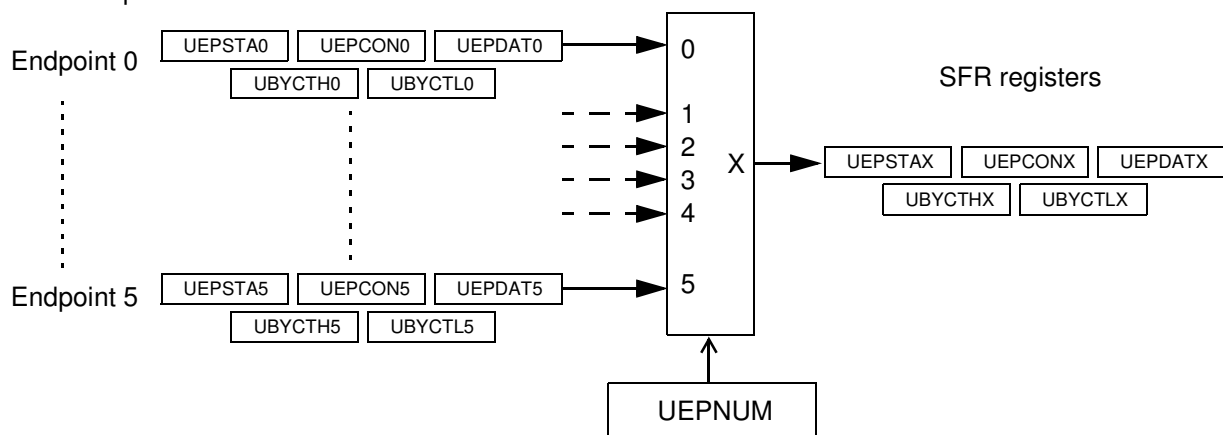 Endpoint 0
UEPSTA0 UEPCON0 UEPDAT0
UBYCTH0 UBYCTL0
0
1
2
3
4
5
X
SFR registers
UEPSTAX UEPCONX UEPDATX
UBYCTHX UBYCTLX
Endpoint 5
UEPSTA5 UEPCON5 UEPDAT5
UBYCTH5 UBYCTL5
UEPNUM